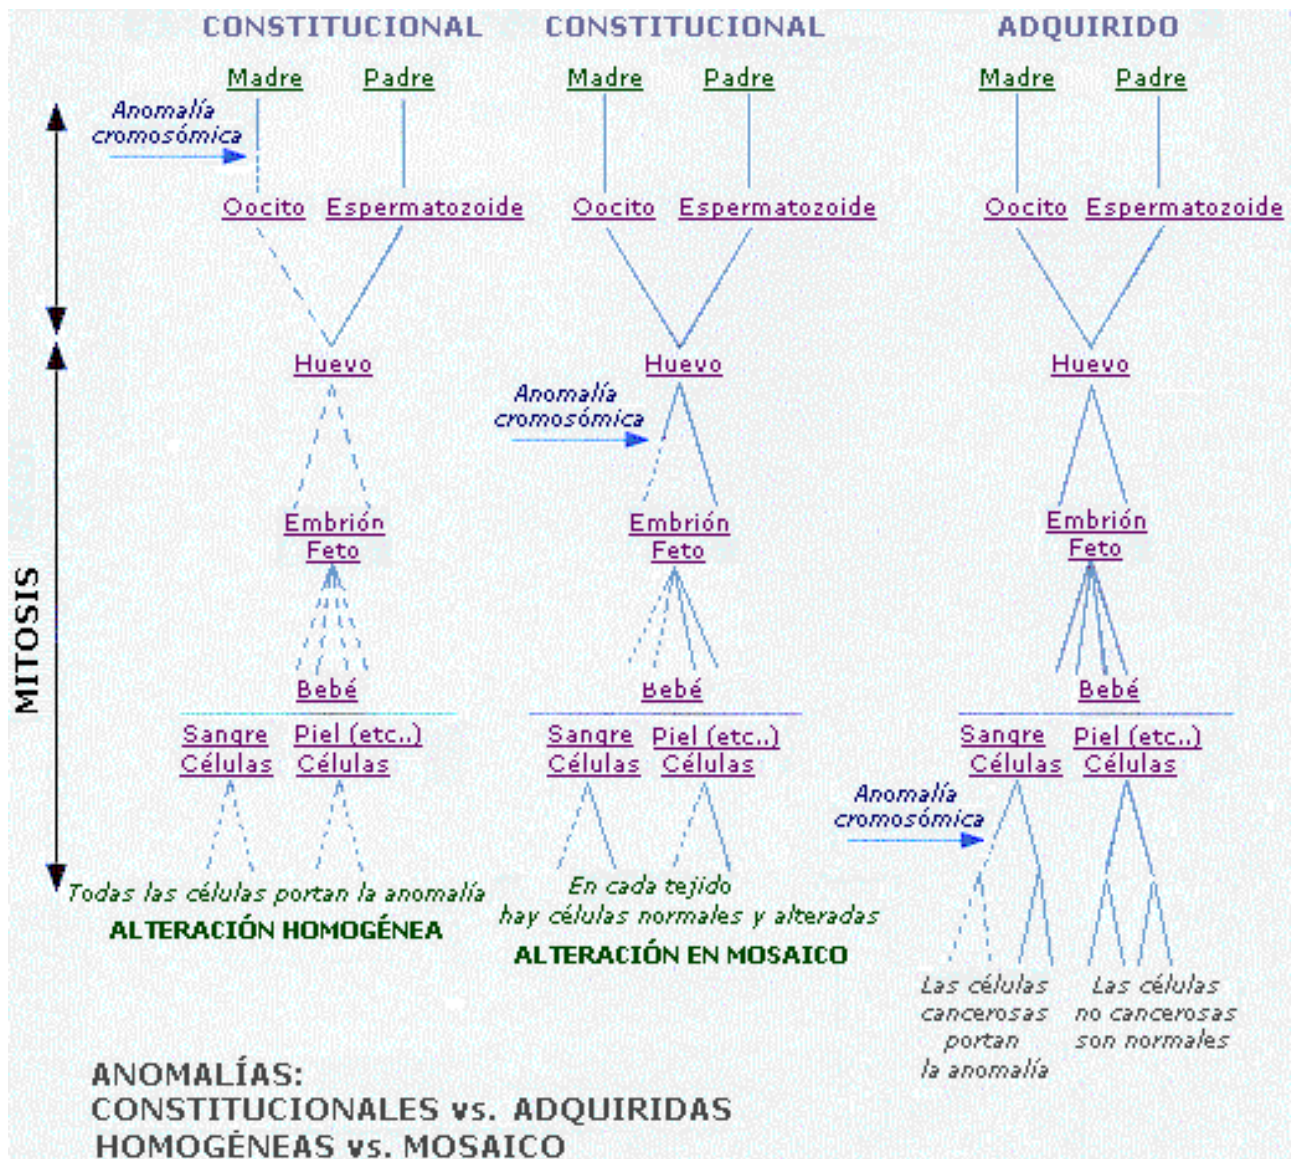 CONSTITUCIONAL
Madre
Padre
Anomalía
cromosómica
Oocito
Espermatozoide
Huevo
Embrión
Feto
Bebé
Sangre
Células
Piel (etc..)
Células
Todas las células portan la anomalía
ALTERACIÓN HOMOGÉNEA
CONSTITUCIONAL
Madre
Padre
Oocito
Espermatozoide
Huevo
Anomalía
cromosómica
Embrión
Feto
Bebé
Sangre
Células
Piel (etc..)
Células
En cada tejido
hay células normales y alteradas
ALTERACIÓN EN MOSAICO
ADQUIRIDO
Madre
Padre
Oocito
Espermatozoide
Huevo
Embrión
Feto
Bebé
Sangre
Células
Piel (etc..)
Células
Anomalía
cromosómica
Las células
cancerosas
portan
la anomalía
Las células
no cancerosas
son normales
MITOSIS
ANOMALÍAS:
CONSTITUCIONALES vs. ADQUIRIDAS
HOMOGÉNEAS vs. MOSAICO